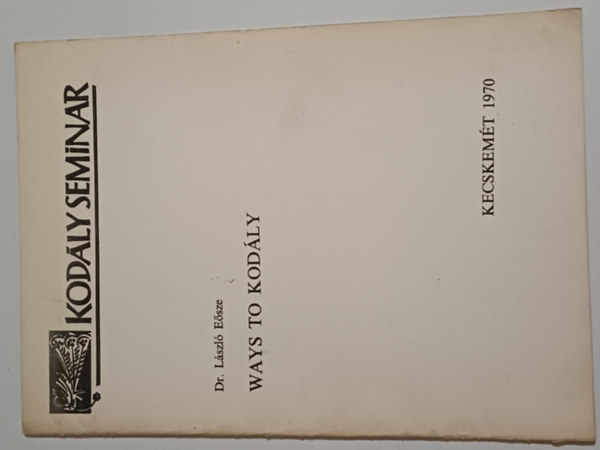 KODÁLY SEMINAR
Dr. László Eősze
WAYS TO KODÁLY
KECSKEMÉT 1970